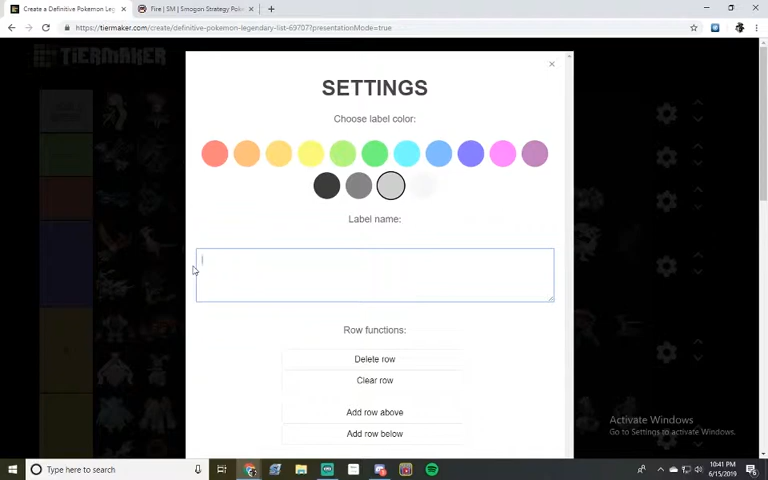 Create a Definitive Pokemon Leg
Fire | SM | Smogon Strategy Pok
https://tiermaker.com/create/definitive-pokemon-legendary-list-69707?presentationMode=true
TIERMAKER
SETTINGS
Choose label color:
Label name:
Row functions:
Delete row
Clear row
Add row above
Add row below
Activate Windows
Go to Settings to activate Windows.
Type here to search
10:41 PM
6/15/2019